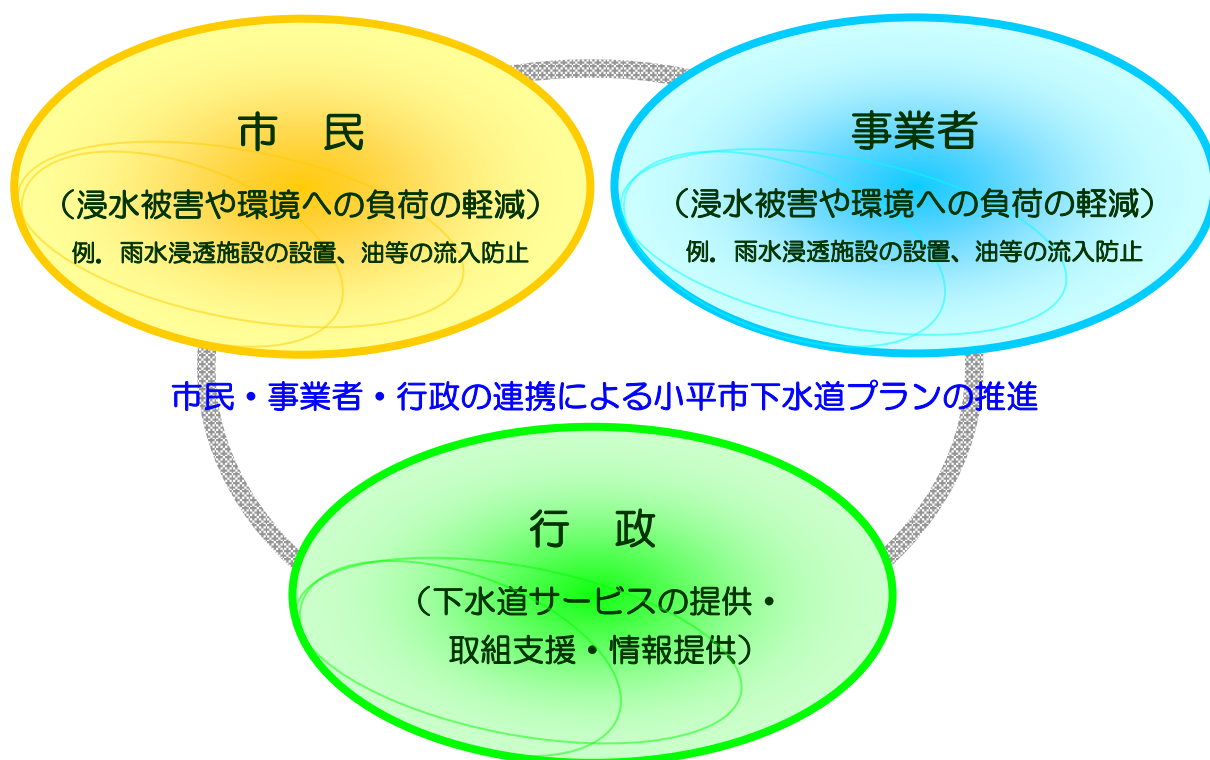 市　民
（浸水被害や環境への負荷の軽減）
例．雨水浸透施設の設置、油等の流入防止
事業者
（浸水被害や環境への負荷の軽減）
例．雨水浸透施設の設置、油等の流入防止
市民・事業者・行政の連携による小平市下水道プランの推進
行　政
（下水道サービスの提供・
取組支援・情報提供）